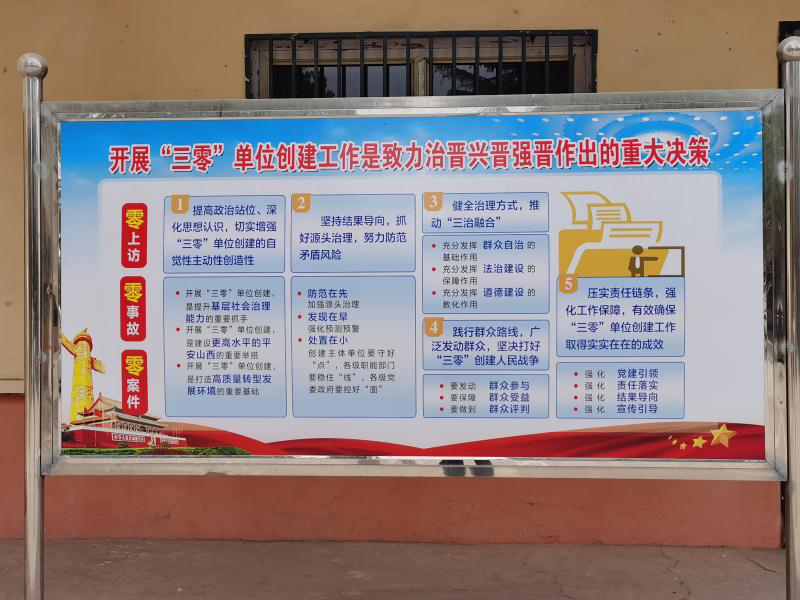 开展“三零”单位创建工作是致力治晋兴晋强晋作出的重大决策
零上访
零事故
零案件
1
提高政治站位、深
化思想认识，切实增强
“三零”单位创建的自
觉性主动性创造性
• 开展“三零”单位创建，
是提升基层社会治理
能力的重要抓手
• 开展“三零”单位创建，
是建设更高水平的平
安山西的重要举措
• 开展“三零”单位创建，
是打造高质量转型发
展环境的重要基础
2
坚持结果导向，抓
好源头治理，努力防范
矛盾风险
• 防范在先
加强源头治理
• 发现在早
强化预测预警
• 处置在小
创建主体单位要守好
“点”，各级职能部门
要稳住“线”，各级党
委政府要控好“面”
3
健全治理方式，推
动“三治融合”
• 充分发挥 群众自治 的
基础作用
• 充分发挥 法治建设 的
保障作用
• 充分发挥 道德建设 的
教化作用
4
践行群众路线，广
泛发动群众，坚决打好
“三零”创建人民战争
• 要发动 群众参与
• 要保障 群众受益
• 要做到 群众评判
5
压实责任链条，强
化工作保障，有效确保
“三零”单位创建工作
取得实实在在的成效
• 强化 党建引领
• 强化 责任落实
• 强化 结果导向
• 强化 宣传引导